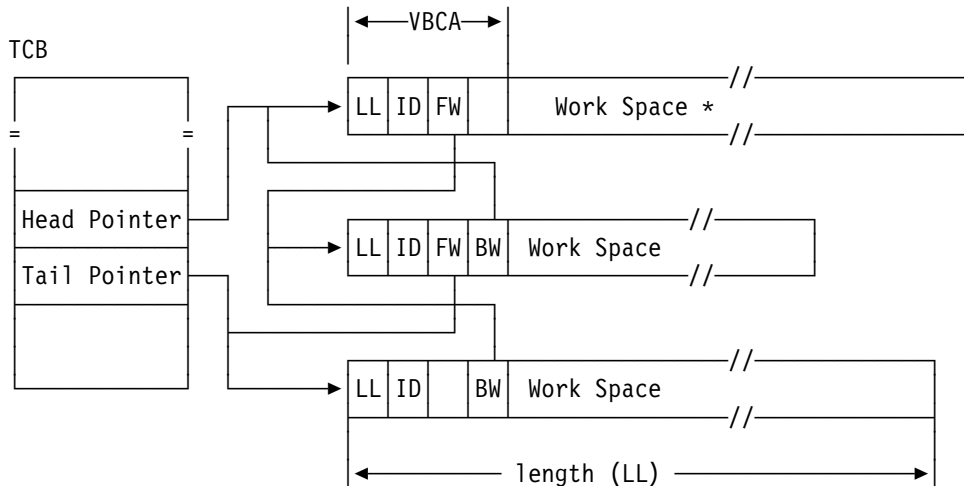 VBCA
TCB
LL ID FW Work Space *
//
//
= =
Head Pointer
LL ID FW BW Work Space
//
//
Tail Pointer
LL ID BW Work Space
//
//
length (LL)